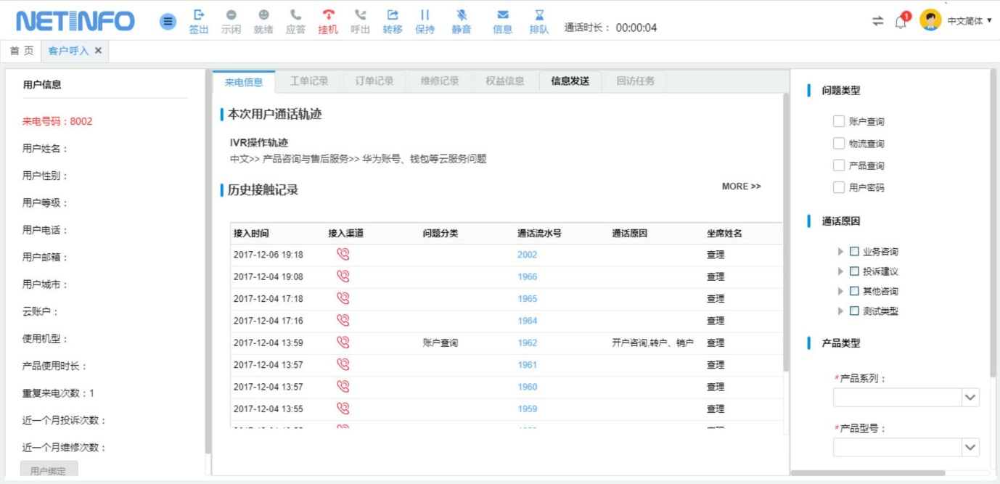 NETINFO
签出 示闲 就绪 应答 挂机 呼出 转移 保持 静音 信息 排队 通话时长： 00:00:04
1 中文简体
首 页 客户呼入
用户信息
来电号码：8002
用户姓名：
用户性别：
用户等级：
用户电话：
用户邮箱：
用户城市：
云账户：
使用机型：
产品使用时长：
重复来电次数：1
近一个月投诉次数：
近一个月维修次数：
用户绑定
来电信息 工单记录 订单记录 维修记录 权益信息 信息发送 回访任务
本次用户通话轨迹
IVR操作轨迹
中文>> 产品咨询与售后服务>> 华为账号、钱包等云服务问题
历史接触记录
MORE >>
接入时间 接入渠道 问题分类 通话流水号 通话原因 坐席姓名
2017-12-06 19:18 2002 查理
2017-12-04 19:08 1966 查理
2017-12-04 17:18 1965 查理
2017-12-04 17:16 1964 查理
2017-12-04 13:59 账户查询 1962 开户咨询,转户、销户 查理
2017-12-04 13:57 1961 查理
2017-12-04 13:57 1960 查理
2017-12-04 13:55 1959 查理
问题类型
账户查询
物流查询
产品查询
用户密码
通话原因
业务咨询
投诉建议
其他咨询
测试类型
产品类型
*产品系列：
*产品型号：